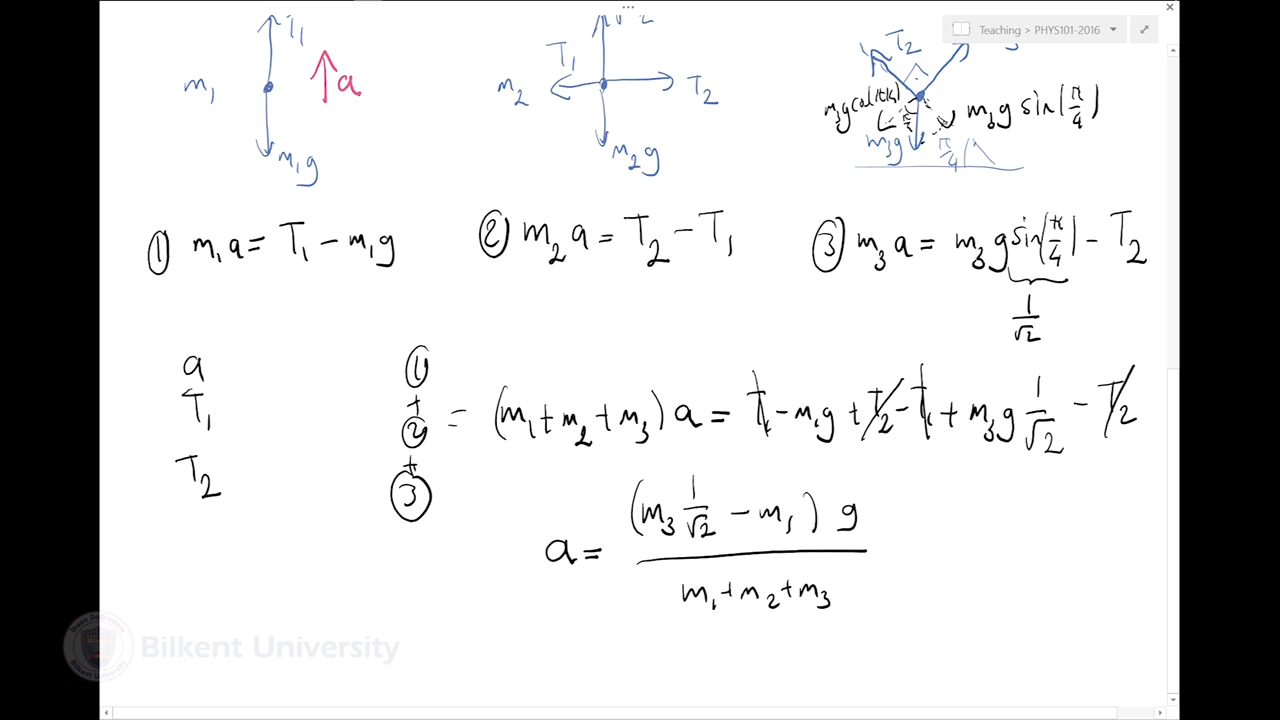 Teaching > PHYS101-2016
T₁
T₂
m₁
a
T₁
m₂
T₂
m₃g sin(π/4)
m₁g
m₂g
m₃g
π/4
① m₁a = T₁ − m₁g
② m₂a = T₂ − T₁
③ m₃a = m₃g sin(π/4) − T₂
1/√2
a
T₁
T₂
① + ② + ③ = (m₁+m₂+m₃)a = T₁ − m₁g + T₂ − T₁ + m₃g 1/√2 − T₂
a = (m₃ 1/√2 − m₁) g / m₁+m₂+m₃
Bilkent University